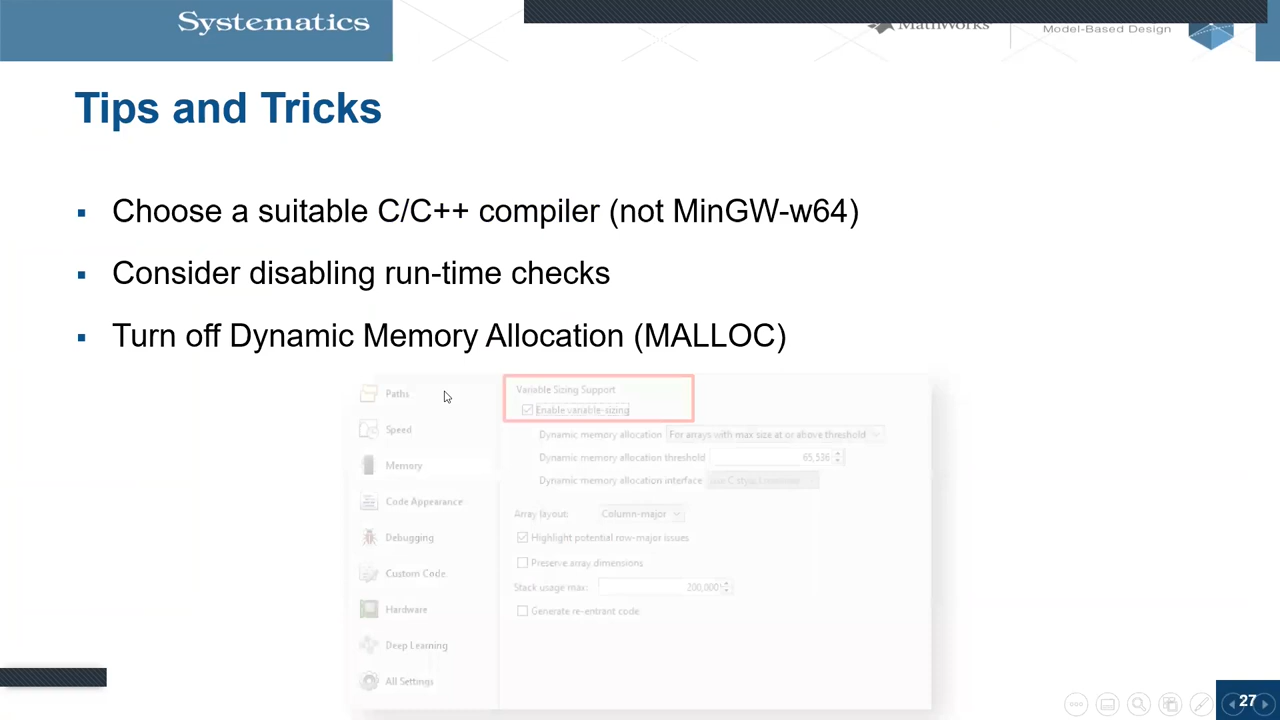 Systematics
MathWorks
Model-Based Design
Tips and Tricks
▪ Choose a suitable C/C++ compiler (not MinGW-w64)
▪ Consider disabling run-time checks
▪ Turn off Dynamic Memory Allocation (MALLOC)
Paths
Speed
Memory
Code Appearance
Debugging
Custom Code
Hardware
Deep Learning
All Settings
Variable Sizing Support
Enable variable-sizing
Dynamic memory allocation For arrays with max size at or above threshold
Dynamic memory allocation threshold 65,536
Dynamic memory allocation interface
Array layout: Column-major
Highlight potential row-major issues
Preserve array dimensions
Stack usage max: 200,000
Generate re-entrant code
27